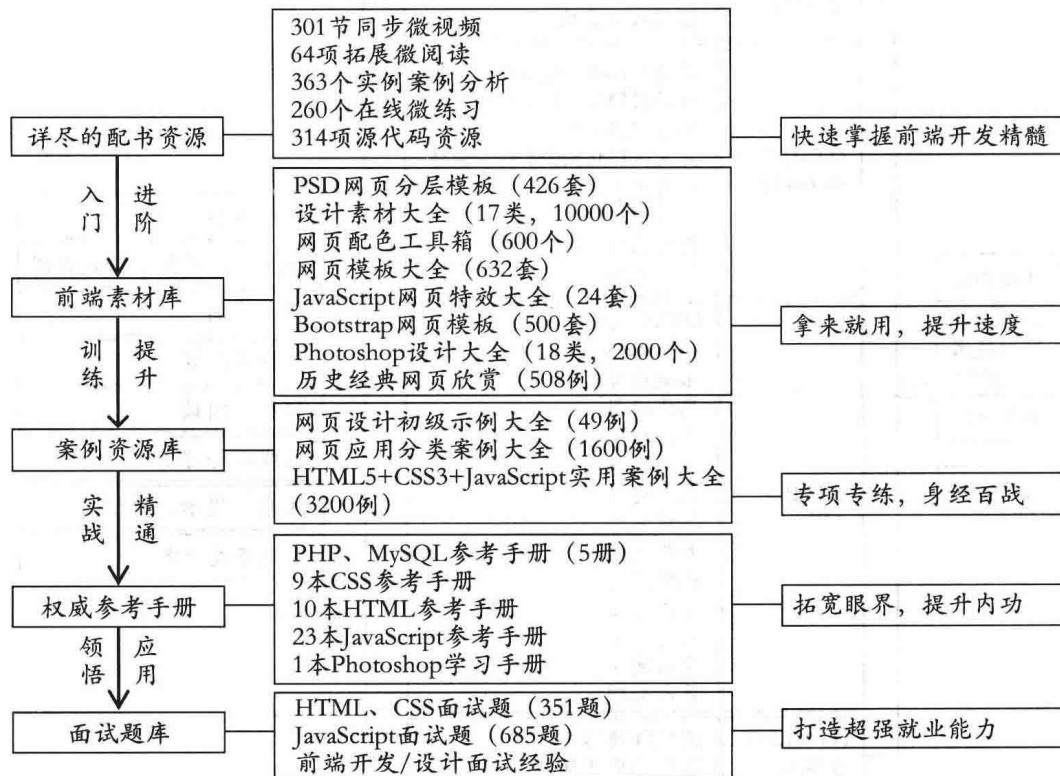 301节同步微视频
64项拓展微阅读
363个实例案例分析
260个在线微练习
314项源代码资源
详尽的配书资源
快速掌握前端开发精髓
入门
进阶
PSD网页分层模板（426套）
设计素材大全（17类，10000个）
网页配色工具箱（600个）
网页模板大全（632套）
JavaScript网页特效大全（24套）
Bootstrap网页模板（500套）
Photoshop设计大全（18类，2000个）
历史经典网页欣赏（508例）
前端素材库
拿来就用，提升速度
训练
提升
网页设计初级示例大全（49例）
网页应用分类案例大全（1600例）
HTML5+CSS3+JavaScript实用案例大全
（3200例）
案例资源库
专项专练，身经百战
实战
精通
PHP、MySQL参考手册（5册）
9本CSS参考手册
10本HTML参考手册
23本JavaScript参考手册
1本Photoshop学习手册
权威参考手册
拓宽眼界，提升内功
领悟
应用
HTML、CSS面试题（351题）
JavaScript面试题（685题）
前端开发/设计面试经验
面试题库
打造超强就业能力